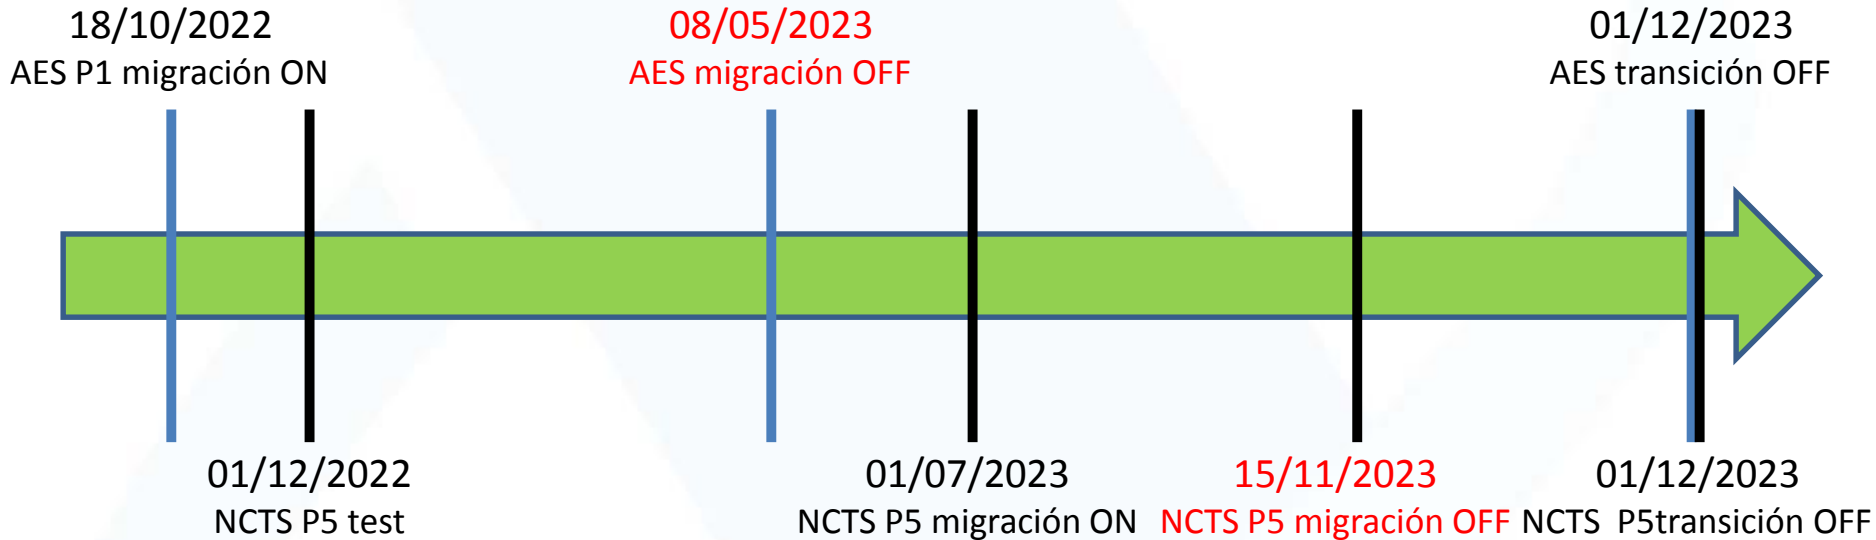 18/10/2022
AES P1 migración ON
08/05/2023
AES migración OFF
01/12/2023
AES transición OFF
01/12/2022
NCTS P5 test
01/07/2023
NCTS P5 migración ON
15/11/2023
NCTS P5 migración OFF
01/12/2023
NCTS P5transición OFF